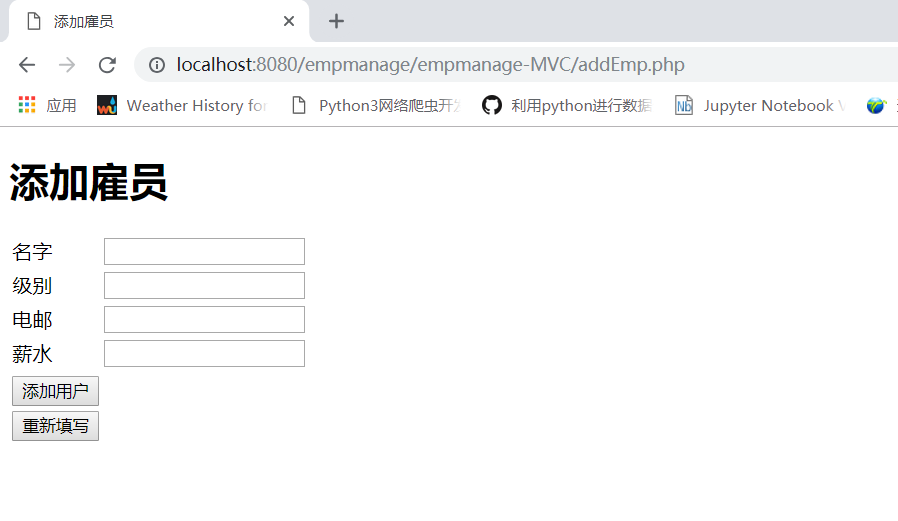 添加雇员
localhost:8080/empmanage/empmanage-MVC/addEmp.php
应用 Weather History for Python3网络爬虫开发 利用python进行数据 Jupyter Notebook
添加雇员
名字
级别
电邮
薪水
添加用户
重新填写